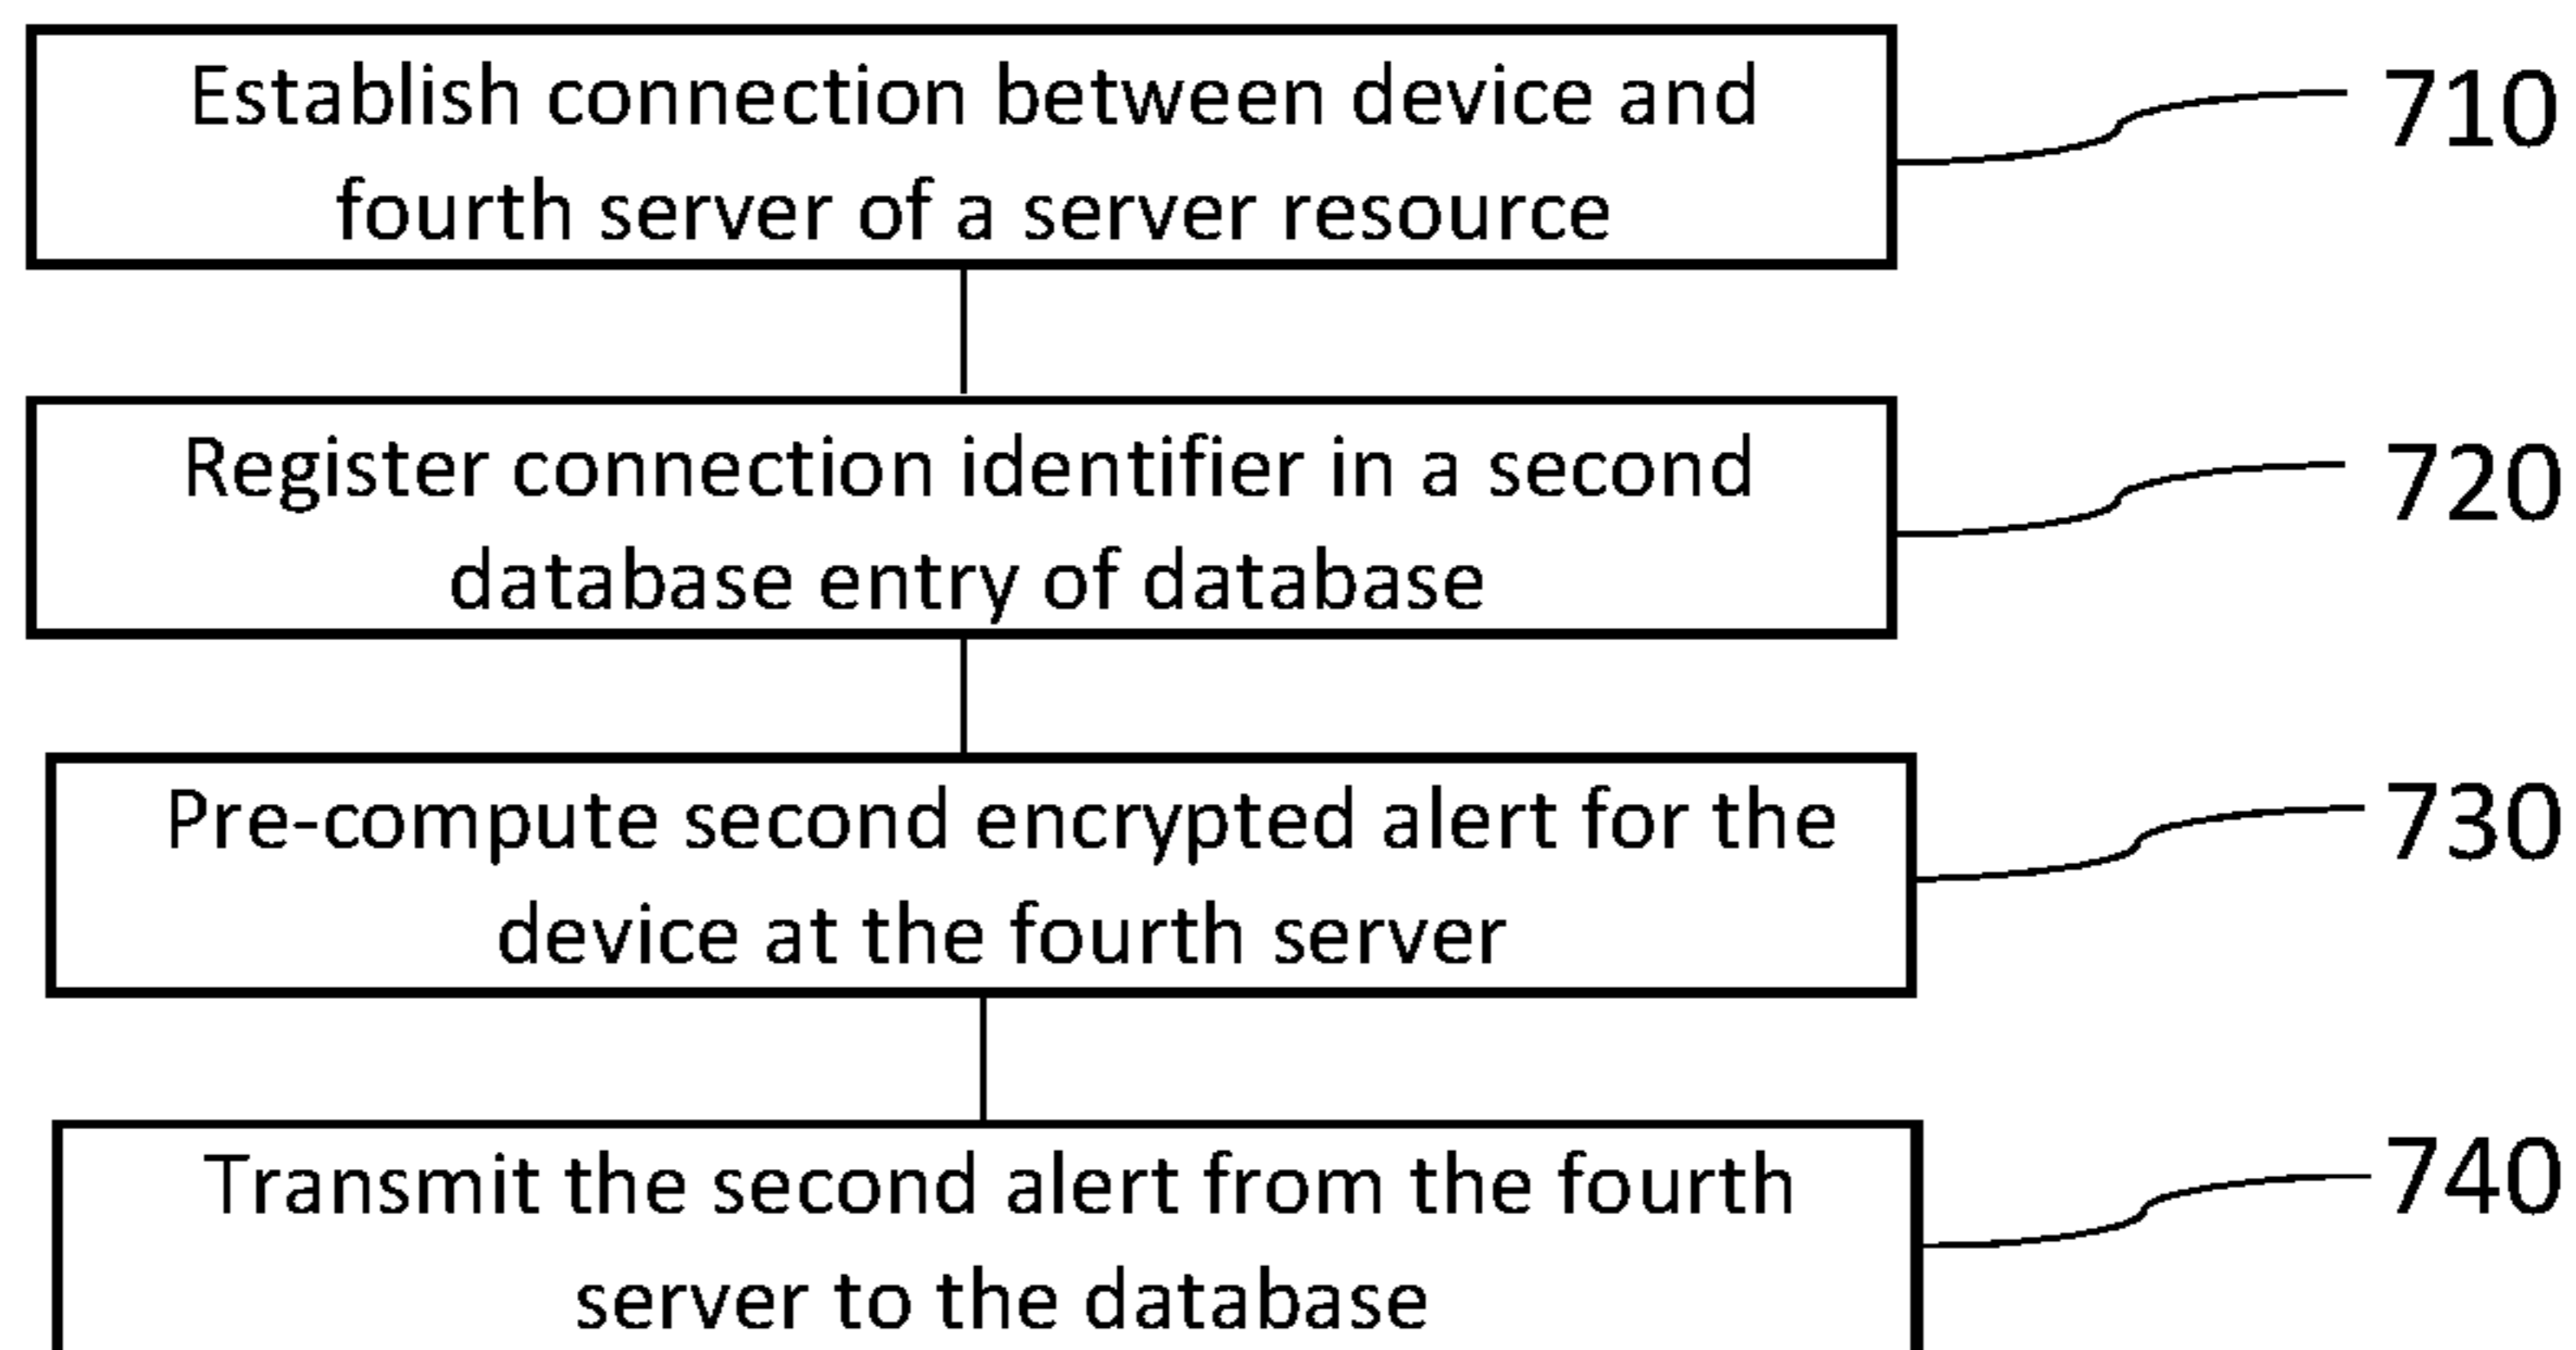 Establish connection between device and
fourth server of a server resource
710
Register connection identifier in a second
database entry of database
720
Pre-compute second encrypted alert for the
device at the fourth server
730
Transmit the second alert from the fourth
server to the database
740